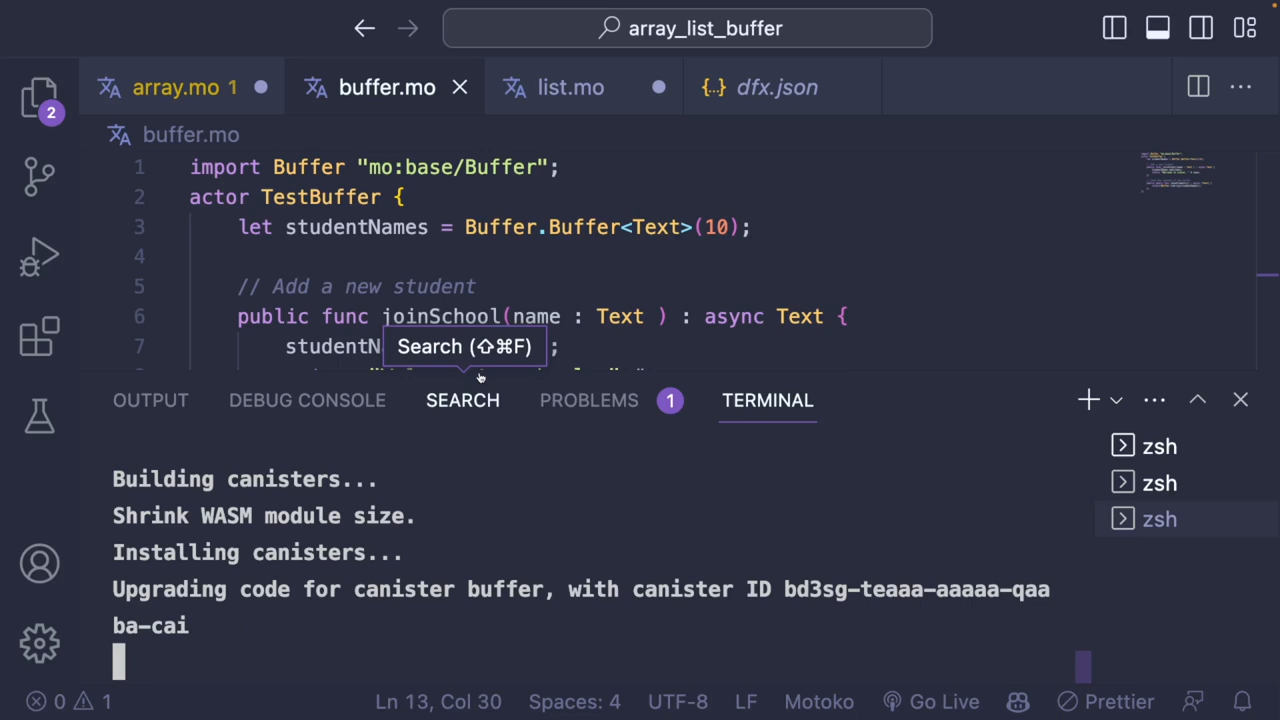 array_list_buffer
array.mo 1
buffer.mo
list.mo
{..} dfx.json
buffer.mo
1 import Buffer "mo:base/Buffer";
2 actor TestBuffer {
3 let studentNames = Buffer.Buffer<Text>(10);
4
5 // Add a new student
6 public func joinSchool(name : Text ) : async Text {
7 studentN ;
Search (⇧⌘F)
OUTPUT DEBUG CONSOLE SEARCH PROBLEMS 1 TERMINAL
Building canisters...
Shrink WASM module size.
Installing canisters...
Upgrading code for canister buffer, with canister ID bd3sg-teaaa-aaaaa-qaa
ba-cai
zsh
zsh
zsh
2
0 1 Ln 13, Col 30 Spaces: 4 UTF-8 LF Motoko Go Live Prettier